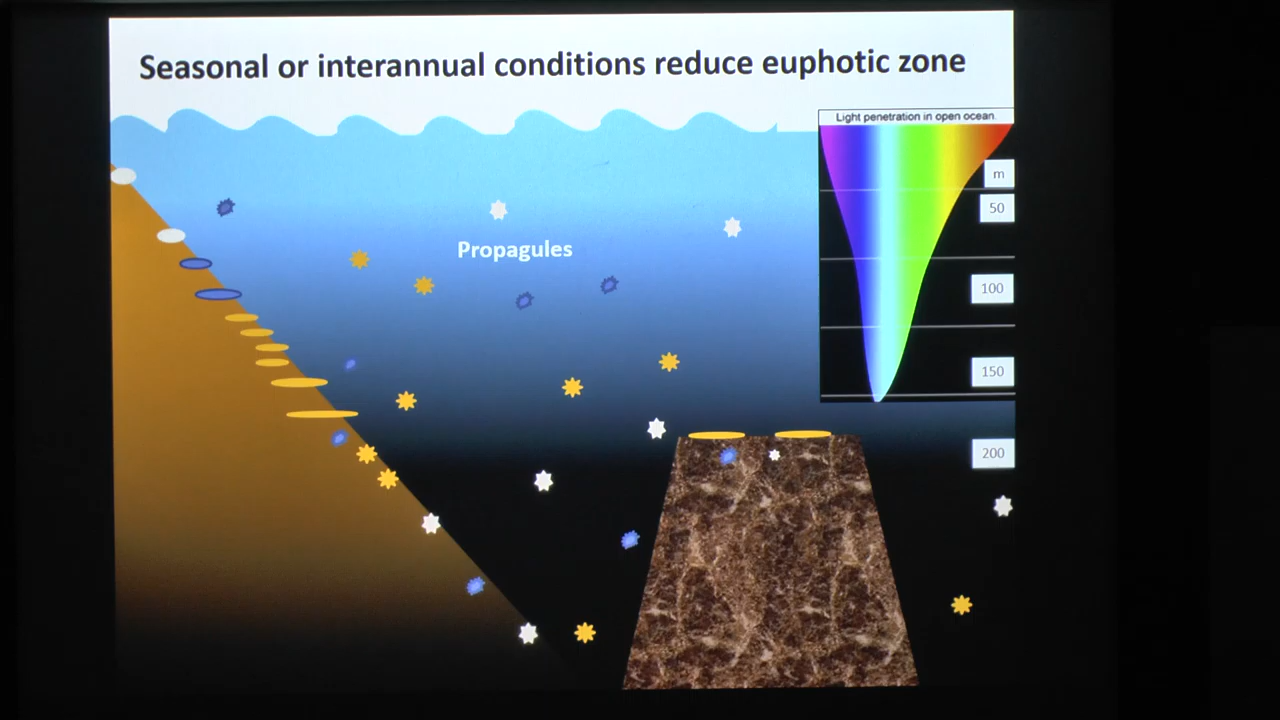 Seasonal or interannual conditions reduce euphotic zone
Light penetration in open ocean.
m
50
Propagules
100
150
200